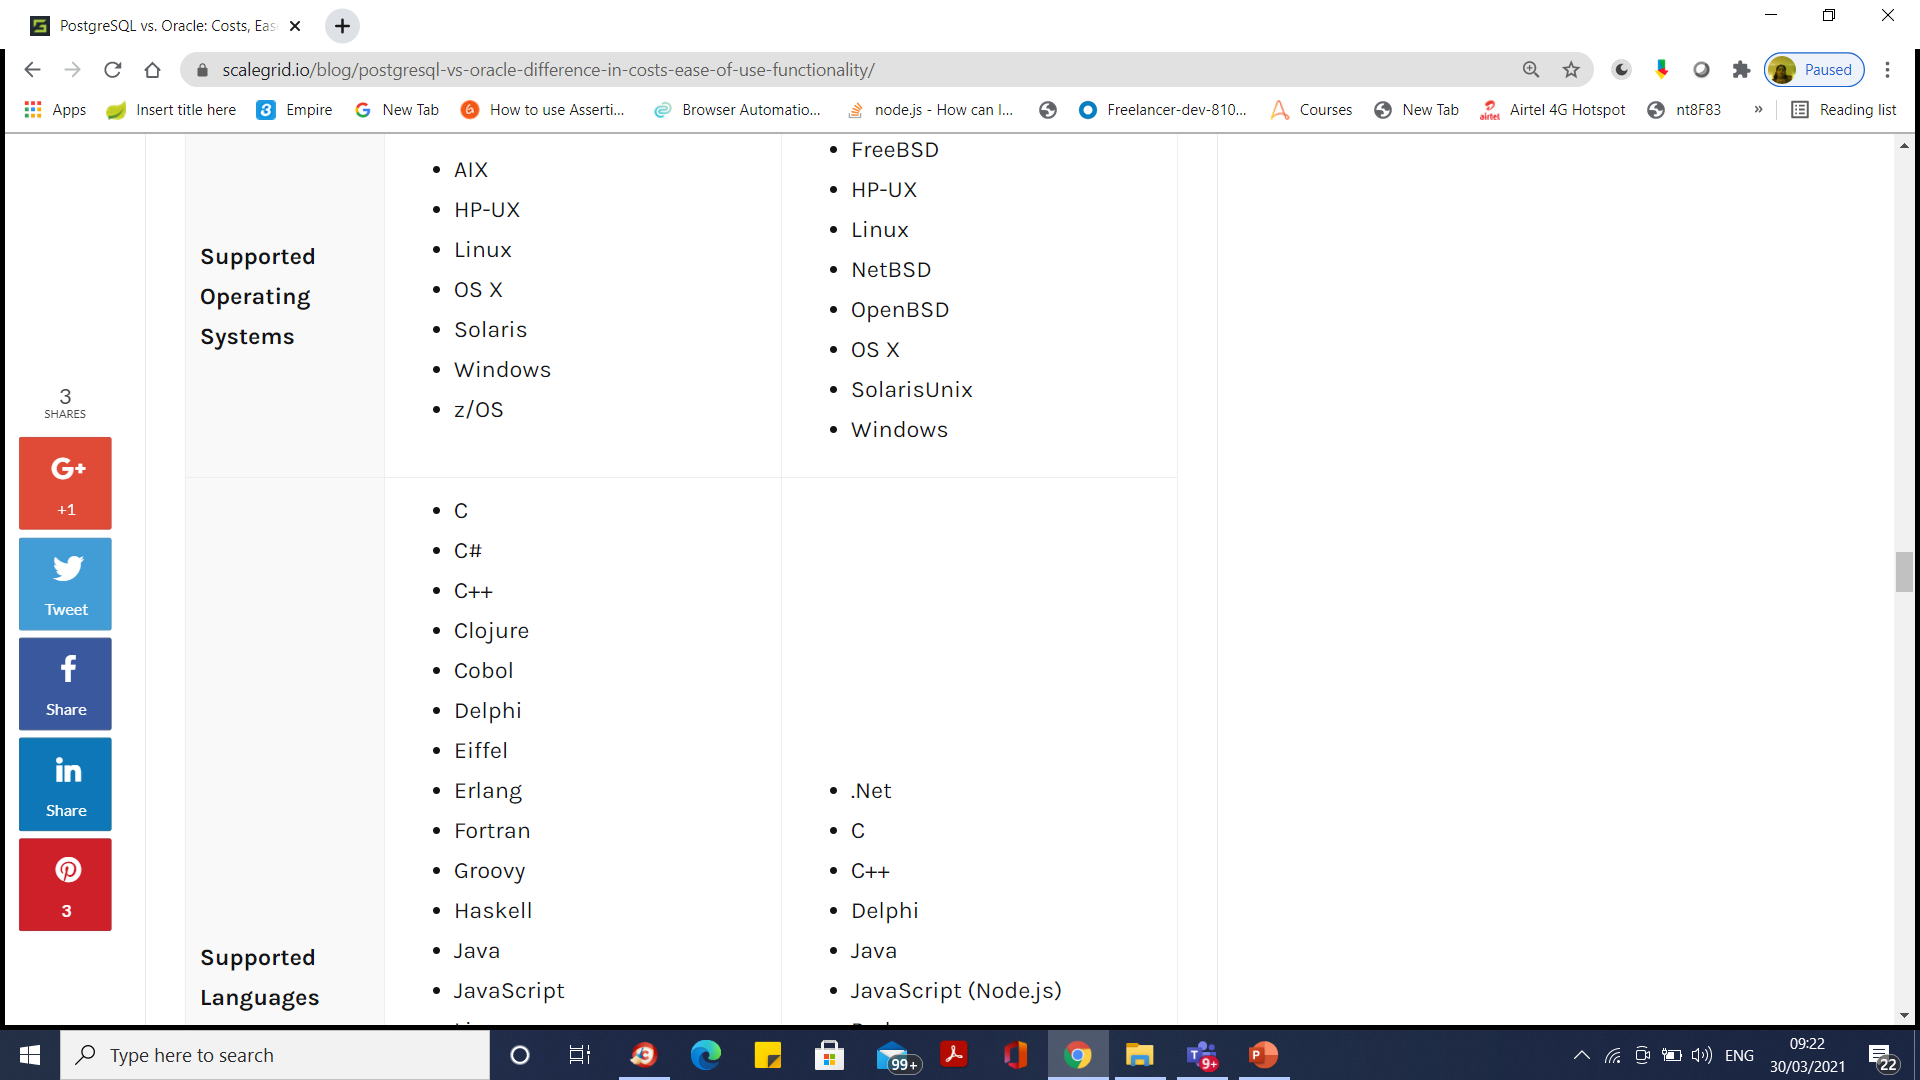 PostgreSQL vs. Oracle: Costs, Eas
scalegrid.io/blog/postgresql-vs-oracle-difference-in-costs-ease-of-use-functionality/
Paused
Apps
Insert title here
Empire
New Tab
How to use Asserti...
Browser Automatio...
node.js - How can I...
Freelancer-dev-810...
Courses
New Tab
airtel
Airtel 4G Hotspot
nt8F83
»
Reading list
Supported
Operating
Systems
• AIX
• HP-UX
• Linux
• OS X
• Solaris
• Windows
• z/OS
• FreeBSD
• HP-UX
• Linux
• NetBSD
• OpenBSD
• OS X
• SolarisUnix
• Windows
3
SHARES
G+
+1
Tweet
f
Share
in
Share
3
Supported
Languages
• C
• C#
• C++
• Clojure
• Cobol
• Delphi
• Eiffel
• Erlang
• Fortran
• Groovy
• Haskell
• Java
• JavaScript
• .Net
• C
• C++
• Delphi
• Java
• JavaScript (Node.js)
Type here to search
99+
9+
ENG
09:22
30/03/2021
22